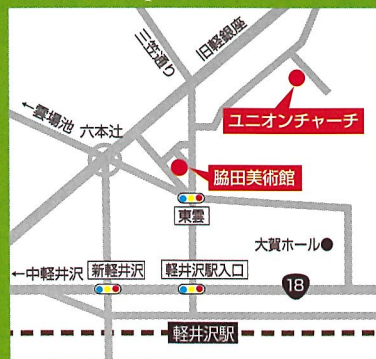 三笠通り
旧軽銀座
←雲場池
六本辻
ユニオンチャーチ
脇田美術館
東雲
大賀ホール
←中軽井沢
新軽井沢
軽井沢駅入口
18
軽井沢駅